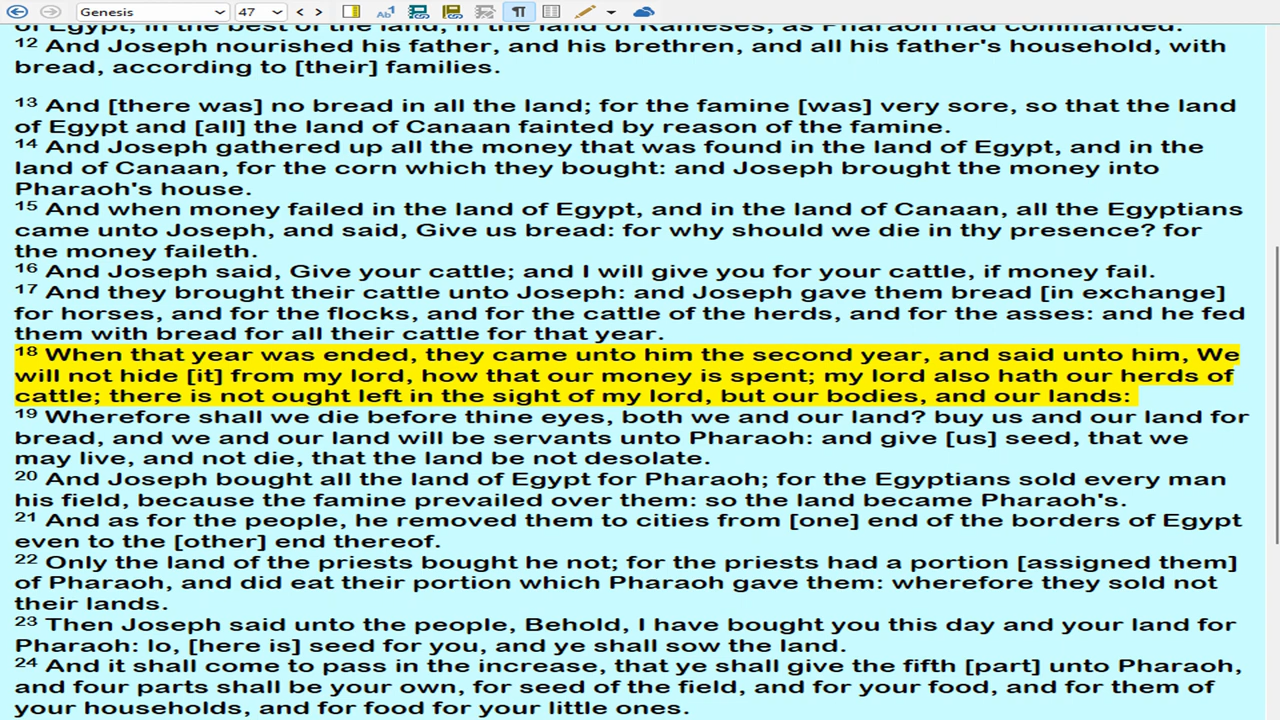 Genesis 47
of Egypt, in the best of the land, in the land of Rameses, as Pharaoh had commanded.
12 And Joseph nourished his father, and his brethren, and all his father's household, with
bread, according to [their] families.
13 And [there was] no bread in all the land; for the famine [was] very sore, so that the land
of Egypt and [all] the land of Canaan fainted by reason of the famine.
14 And Joseph gathered up all the money that was found in the land of Egypt, and in the
land of Canaan, for the corn which they bought: and Joseph brought the money into
Pharaoh's house.
15 And when money failed in the land of Egypt, and in the land of Canaan, all the Egyptians
came unto Joseph, and said, Give us bread: for why should we die in thy presence? for
the money faileth.
16 And Joseph said, Give your cattle; and I will give you for your cattle, if money fail.
17 And they brought their cattle unto Joseph: and Joseph gave them bread [in exchange]
for horses, and for the flocks, and for the cattle of the herds, and for the asses: and he fed
them with bread for all their cattle for that year.
18 When that year was ended, they came unto him the second year, and said unto him, We
will not hide [it] from my lord, how that our money is spent; my lord also hath our herds of
cattle; there is not ought left in the sight of my lord, but our bodies, and our lands:
19 Wherefore shall we die before thine eyes, both we and our land? buy us and our land for
bread, and we and our land will be servants unto Pharaoh: and give [us] seed, that we
may live, and not die, that the land be not desolate.
20 And Joseph bought all the land of Egypt for Pharaoh; for the Egyptians sold every man
his field, because the famine prevailed over them: so the land became Pharaoh's.
21 And as for the people, he removed them to cities from [one] end of the borders of Egypt
even to the [other] end thereof.
22 Only the land of the priests bought he not; for the priests had a portion [assigned them]
of Pharaoh, and did eat their portion which Pharaoh gave them: wherefore they sold not
their lands.
23 Then Joseph said unto the people, Behold, I have bought you this day and your land for
Pharaoh: lo, [here is] seed for you, and ye shall sow the land.
24 And it shall come to pass in the increase, that ye shall give the fifth [part] unto Pharaoh,
and four parts shall be your own, for seed of the field, and for your food, and for them of
your households, and for food for your little ones.